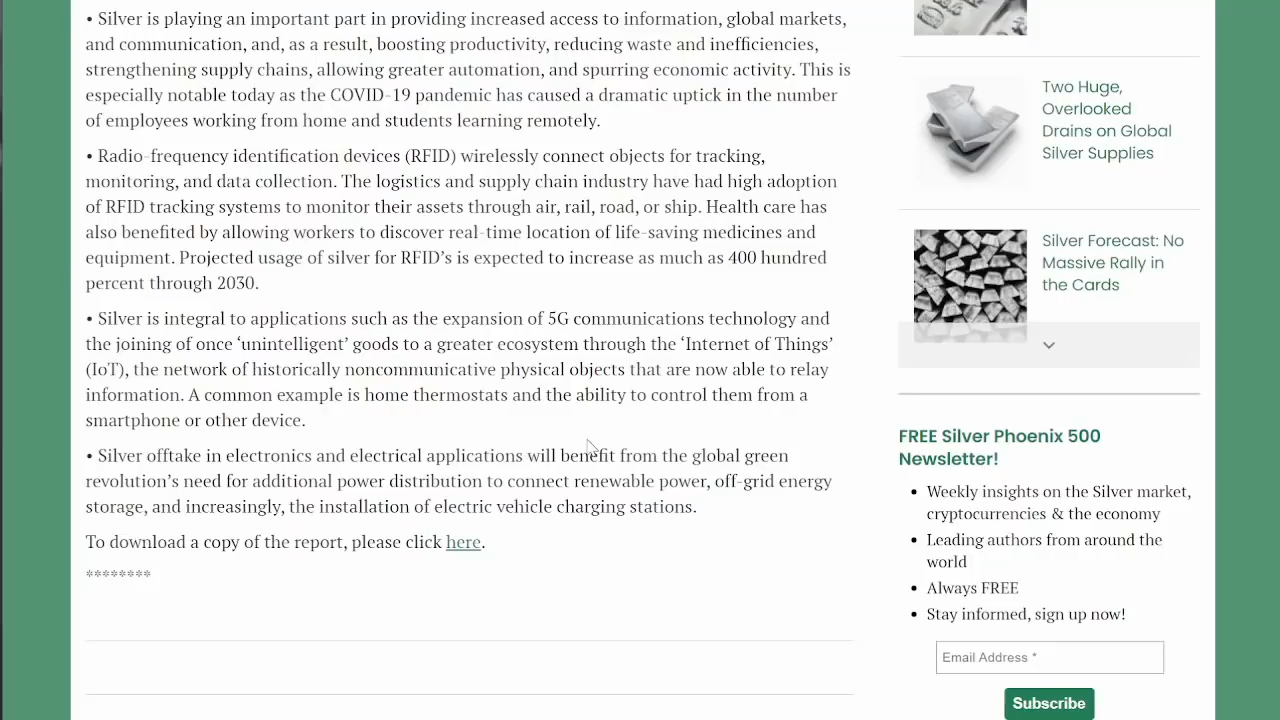 • Silver is playing an important part in providing increased access to information, global markets,
and communication, and, as a result, boosting productivity, reducing waste and inefficiencies,
strengthening supply chains, allowing greater automation, and spurring economic activity. This is
especially notable today as the COVID-19 pandemic has caused a dramatic uptick in the number
of employees working from home and students learning remotely.
• Radio-frequency identification devices (RFID) wirelessly connect objects for tracking,
monitoring, and data collection. The logistics and supply chain industry have had high adoption
of RFID tracking systems to monitor their assets through air, rail, road, or ship. Health care has
also benefited by allowing workers to discover real-time location of life-saving medicines and
equipment. Projected usage of silver for RFID’s is expected to increase as much as 400 hundred
percent through 2030.
• Silver is integral to applications such as the expansion of 5G communications technology and
the joining of once ‘unintelligent’ goods to a greater ecosystem through the ‘Internet of Things’
(IoT), the network of historically noncommunicative physical objects that are now able to relay
information. A common example is home thermostats and the ability to control them from a
smartphone or other device.
• Silver offtake in electronics and electrical applications will benefit from the global green
revolution’s need for additional power distribution to connect renewable power, off-grid energy
storage, and increasingly, the installation of electric vehicle charging stations.
To download a copy of the report, please click here.
********
Two Huge,
Overlooked
Drains on Global
Silver Supplies
Silver Forecast: No
Massive Rally in
the Cards
FREE Silver Phoenix 500
Newsletter!
• Weekly insights on the Silver market,
cryptocurrencies & the economy
• Leading authors from around the
world
• Always FREE
• Stay informed, sign up now!
Email Address *
Subscribe